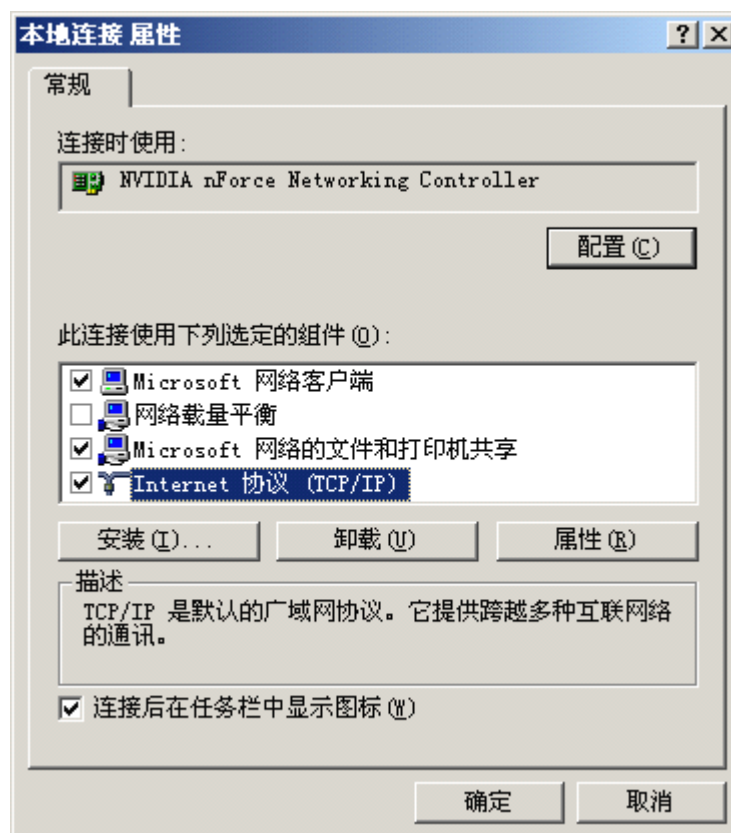 本地连接 属性
常规
连接时使用:
NVIDIA nForce Networking Controller
配置(C)
此连接使用下列选定的组件(O):
Microsoft 网络客户端
网络载量平衡
Microsoft 网络的文件和打印机共享
Internet 协议 (TCP/IP)
安装(I)... 卸载(U) 属性(R)
描述
TCP/IP 是默认的广域网协议。它提供跨越多种互联网络
的通讯。
连接后在任务栏中显示图标(W)
确定 取消